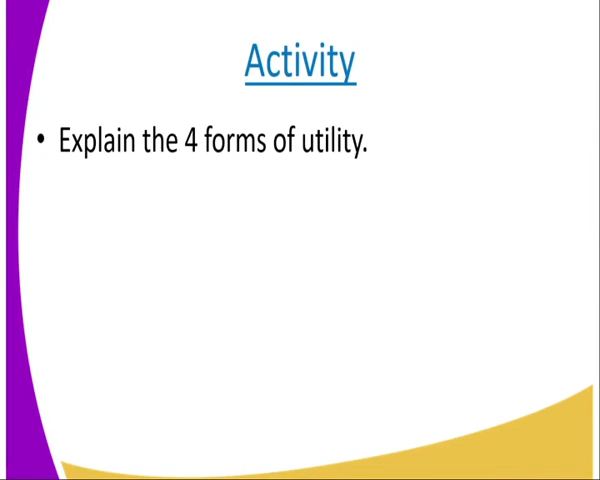 Activity
• Explain the 4 forms of utility.